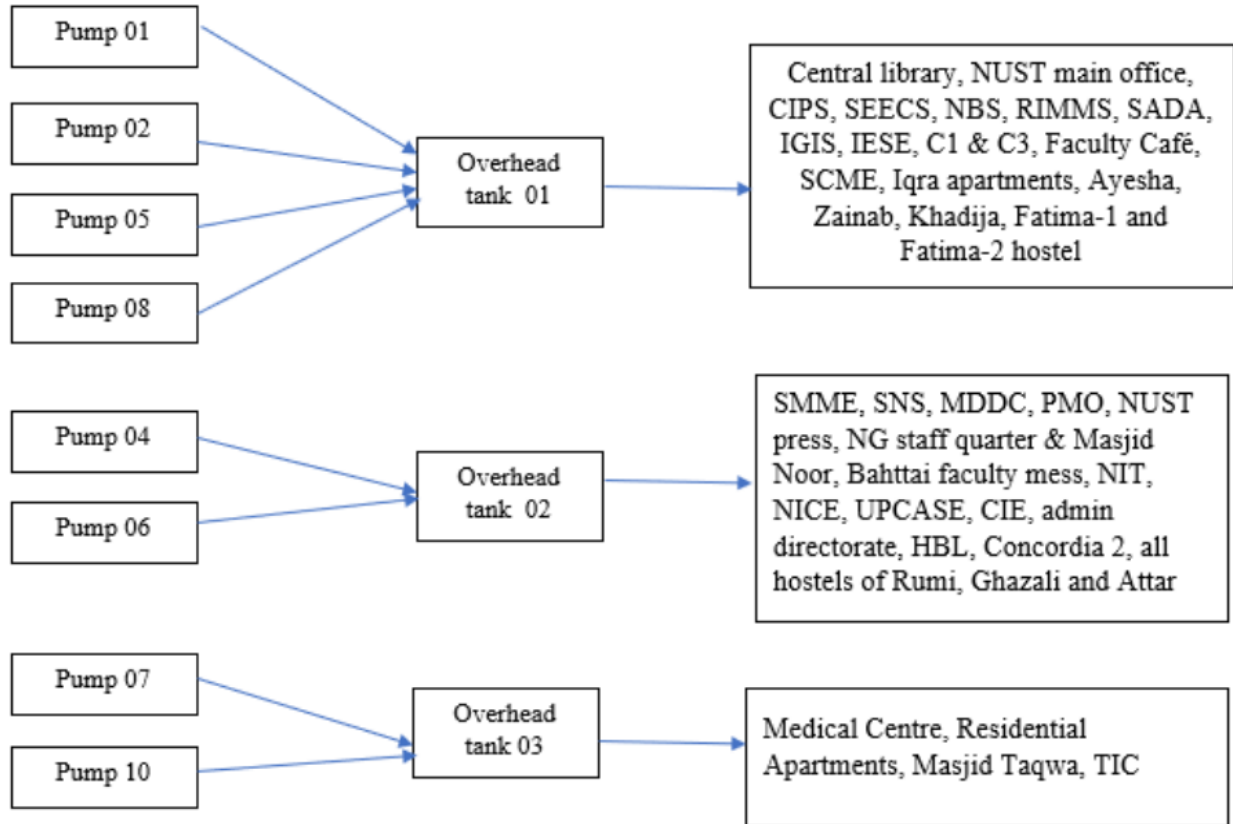 Pump 01
Pump 02
Pump 05
Pump 08
Overhead
tank 01
Central library, NUST main office,
CIPS, SEECS, NBS, RIMMS, SADA,
IGIS, IESE, C1 & C3, Faculty Café,
SCME, Iqra apartments, Ayesha,
Zainab, Khadija, Fatima-1 and
Fatima-2 hostel
Pump 04
Pump 06
Overhead
tank 02
SMME, SNS, MDDC, PMO, NUST
press, NG staff quarter & Masjid
Noor, Bahttai faculty mess, NIT,
NICE, UPCASE, CIE, admin
directorate, HBL, Concordia 2, all
hostels of Rumi, Ghazali and Attar
Pump 07
Pump 10
Overhead
tank 03
Medical Centre, Residential
Apartments, Masjid Taqwa, TIC